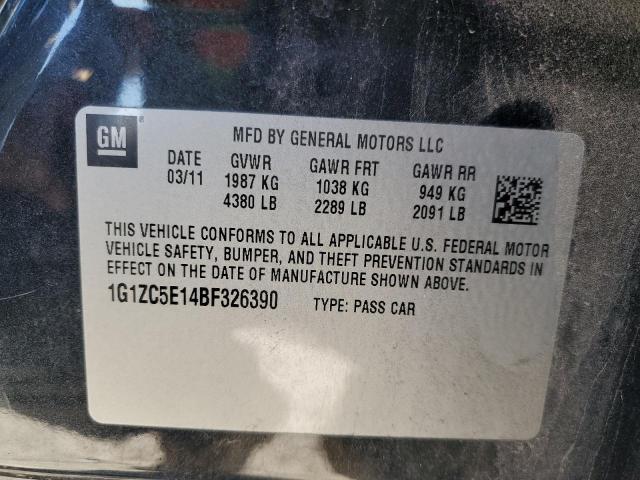 GM®
MFD BY GENERAL MOTORS LLC
DATE GVWR GAWR FRT GAWR RR
03/11 1987 KG 1038 KG 949 KG
4380 LB 2289 LB 2091 LB
THIS VEHICLE CONFORMS TO ALL APPLICABLE U.S. FEDERAL MOTOR
VEHICLE SAFETY, BUMPER, AND THEFT PREVENTION STANDARDS IN
EFFECT ON THE DATE OF MANUFACTURE SHOWN ABOVE.
1G1ZC5E14BF326390 TYPE: PASS CAR